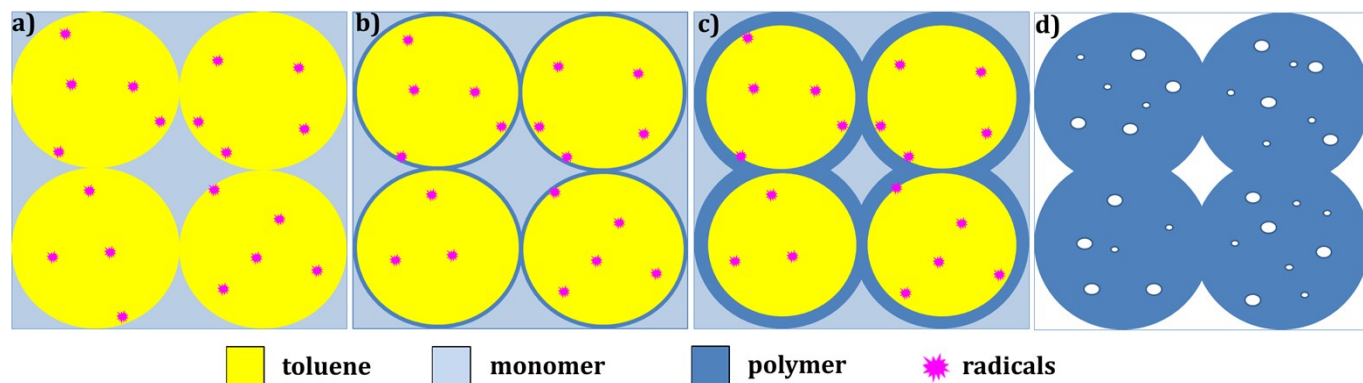 a) b) c) d)
toluene monomer polymer radicals